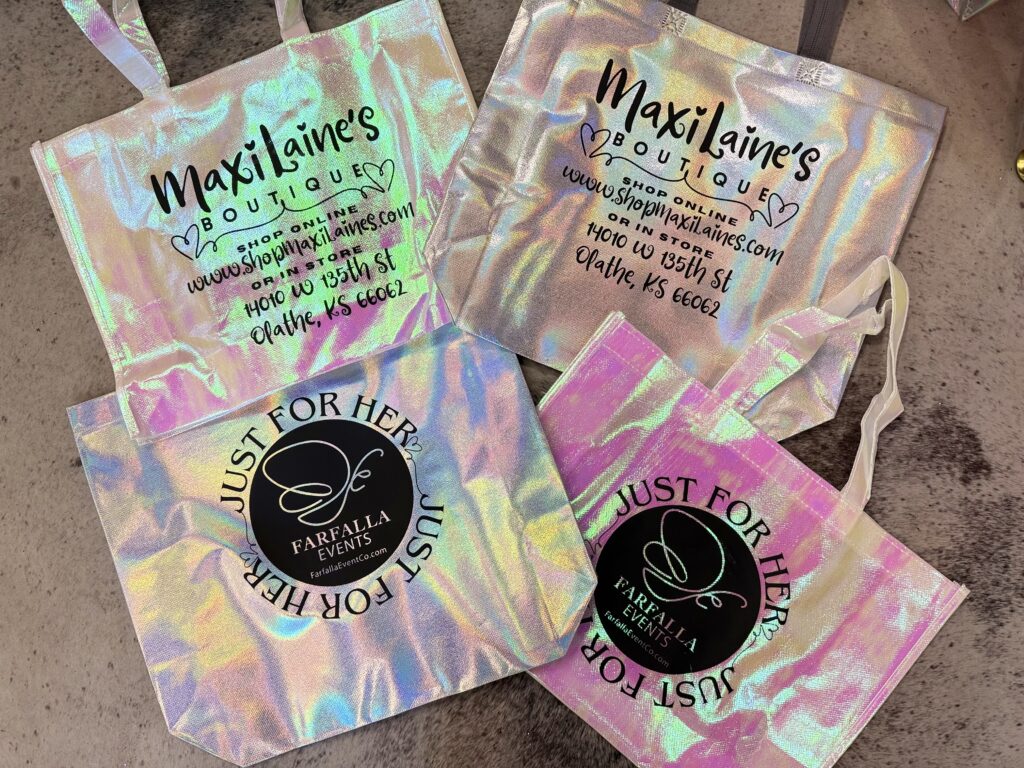 MaxiLaine's
BOUTIQUE
SHOP ONLINE
www.shopMaxiLaines.com
OR IN STORE
14010 W 135th St
Olathe, KS 66062
MaxiLaine's
BOUTIQUE
SHOP ONLINE
www.shopMaxiLaines.com
OR IN STORE
14010 W 135th St
Olathe, KS 66062
JUST FOR HER
JUST FOR HER
FARFALLA
EVENTS
FarfallaEventCo.com
JUST FOR HER
JUST FOR
FARFALLA
EVENTS
FarfallaEventCo.com